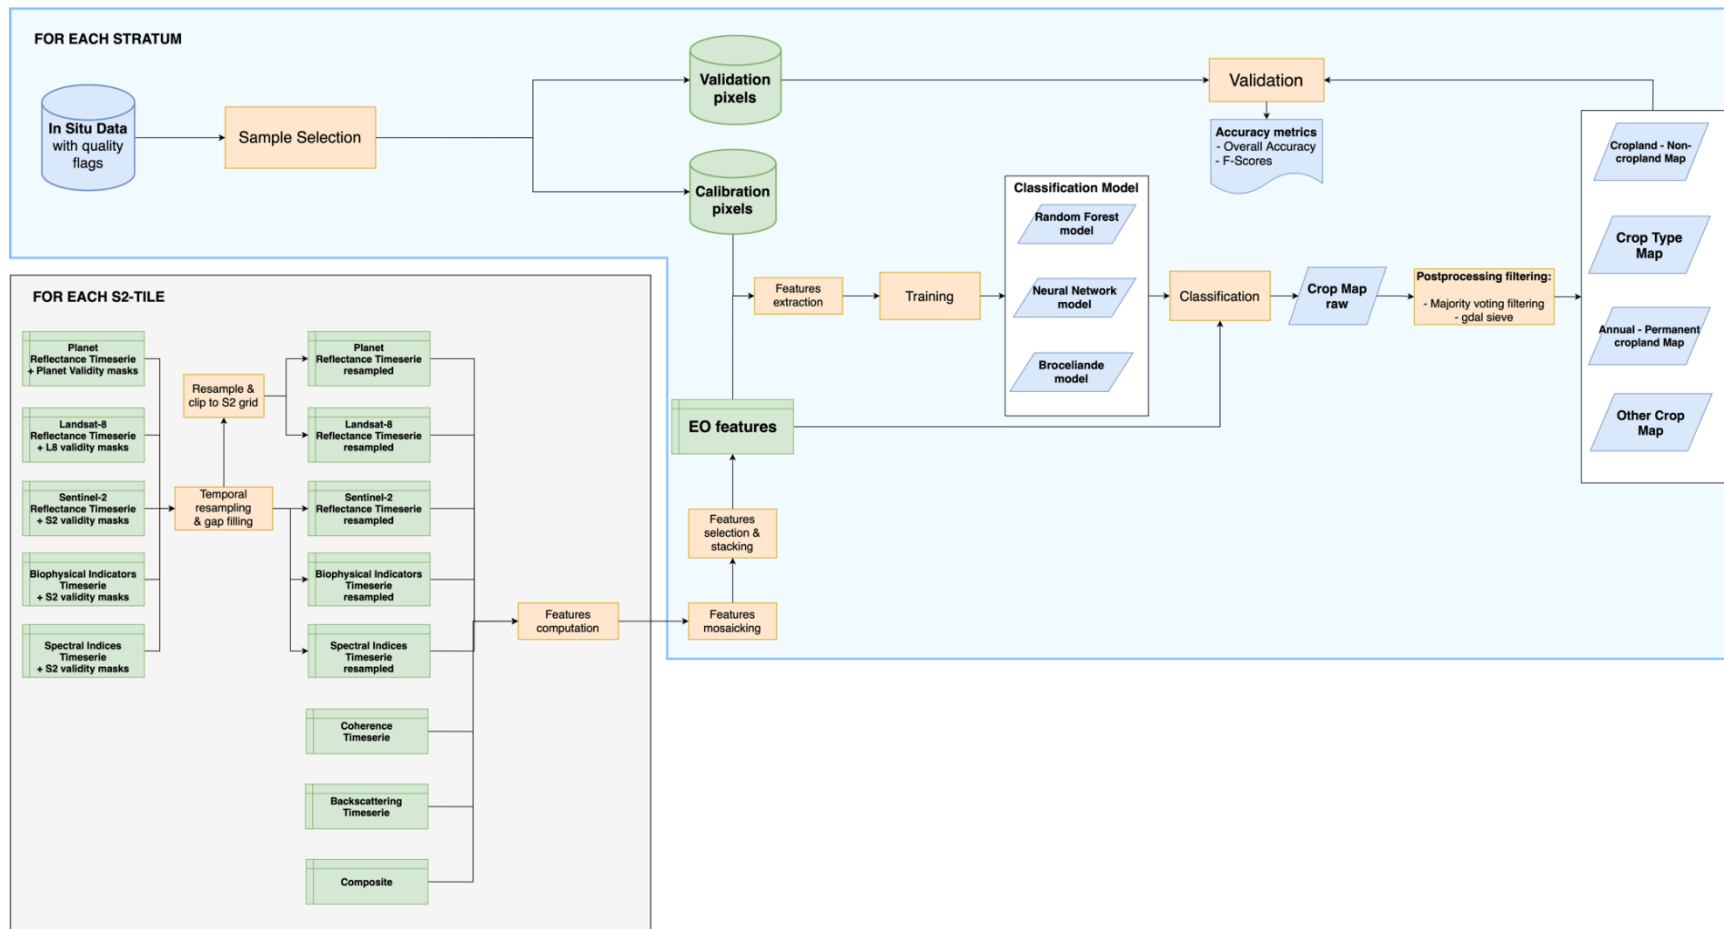 FOR EACH STRATUM
In Situ Data
with quality
flags
Sample Selection
Validation
pixels
Calibration
pixels
Validation
Accuracy metrics
- Overall Accuracy
- F-Scores
Cropland - Non-
cropland Map
Crop Type
Map
Annual - Permanent
cropland Map
Other Crop
Map
Classification Model
Random Forest
model
Neural Network
model
Broceliande
model
Features
extraction
Training
Classification
Crop Map
raw
Postprocessing filtering:
- Majority voting filtering
- gdal sieve
EO features
Features
selection &
stacking
Features
mosaicking
FOR EACH S2-TILE
Planet
Reflectance Timeserie
+ Planet Validity masks
Landsat-8
Reflectance Timeserie
+ L8 validity masks
Sentinel-2
Reflectance Timeserie
+ S2 validity masks
Biophysical Indicators
Timeserie
+ S2 validity masks
Spectral Indices
Timeserie
+ S2 validity masks
Resample &
clip to S2 grid
Temporal
resampling
& gap filling
Planet
Reflectance Timeserie
resampled
Landsat-8
Reflectance Timeserie
resampled
Sentinel-2
Reflectance Timeserie
resampled
Biophysical Indicators
Timeserie
resampled
Spectral Indices
Timeserie
resampled
Coherence
Timeserie
Backscattering
Timeserie
Composite
Features
computation